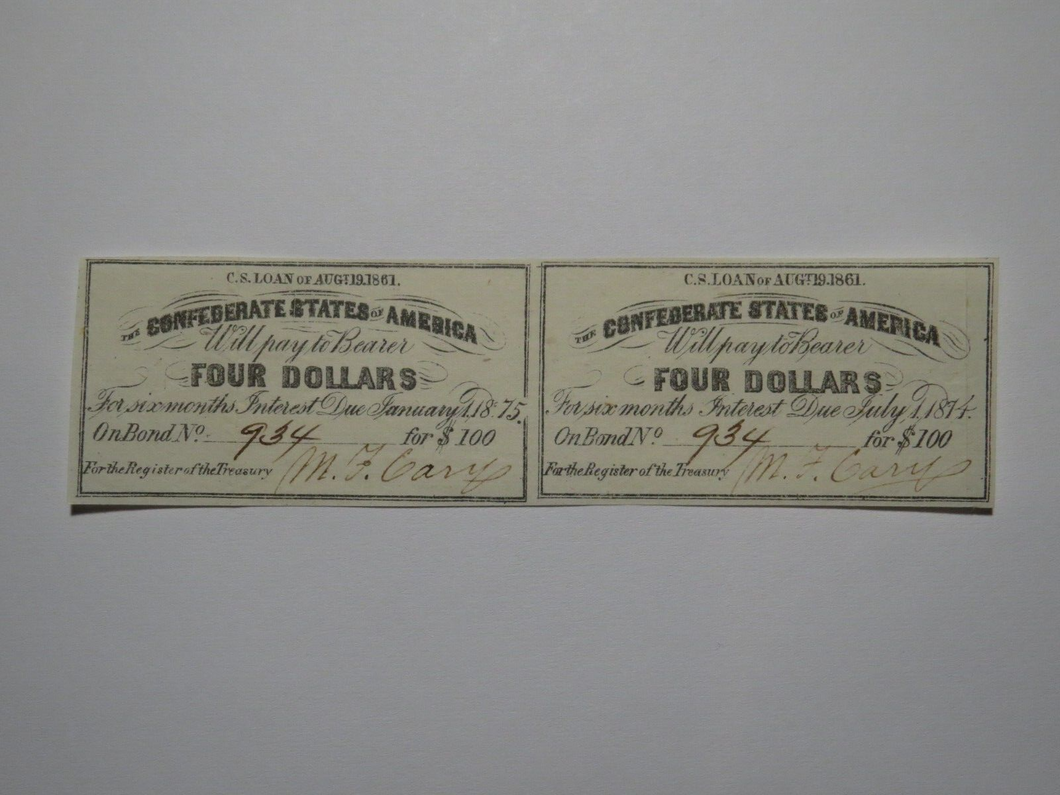 C.S. LOAN OF AUGT 19. 1861.
THE CONFEDERATE STATES OF AMERICA
Will pay to Bearer
FOUR DOLLARS
For six months Interest Due January 1. 1875.
On Bond No. 934 for $100
For the Register of the Treasury M. F. Cary
C.S. LOAN OF AUGT 19. 1861.
THE CONFEDERATE STATES OF AMERICA
Will pay to Bearer
FOUR DOLLARS
For six months Interest Due July 1. 1874.
On Bond No 934 for $100
For the Register of the Treasury M. F. Cary